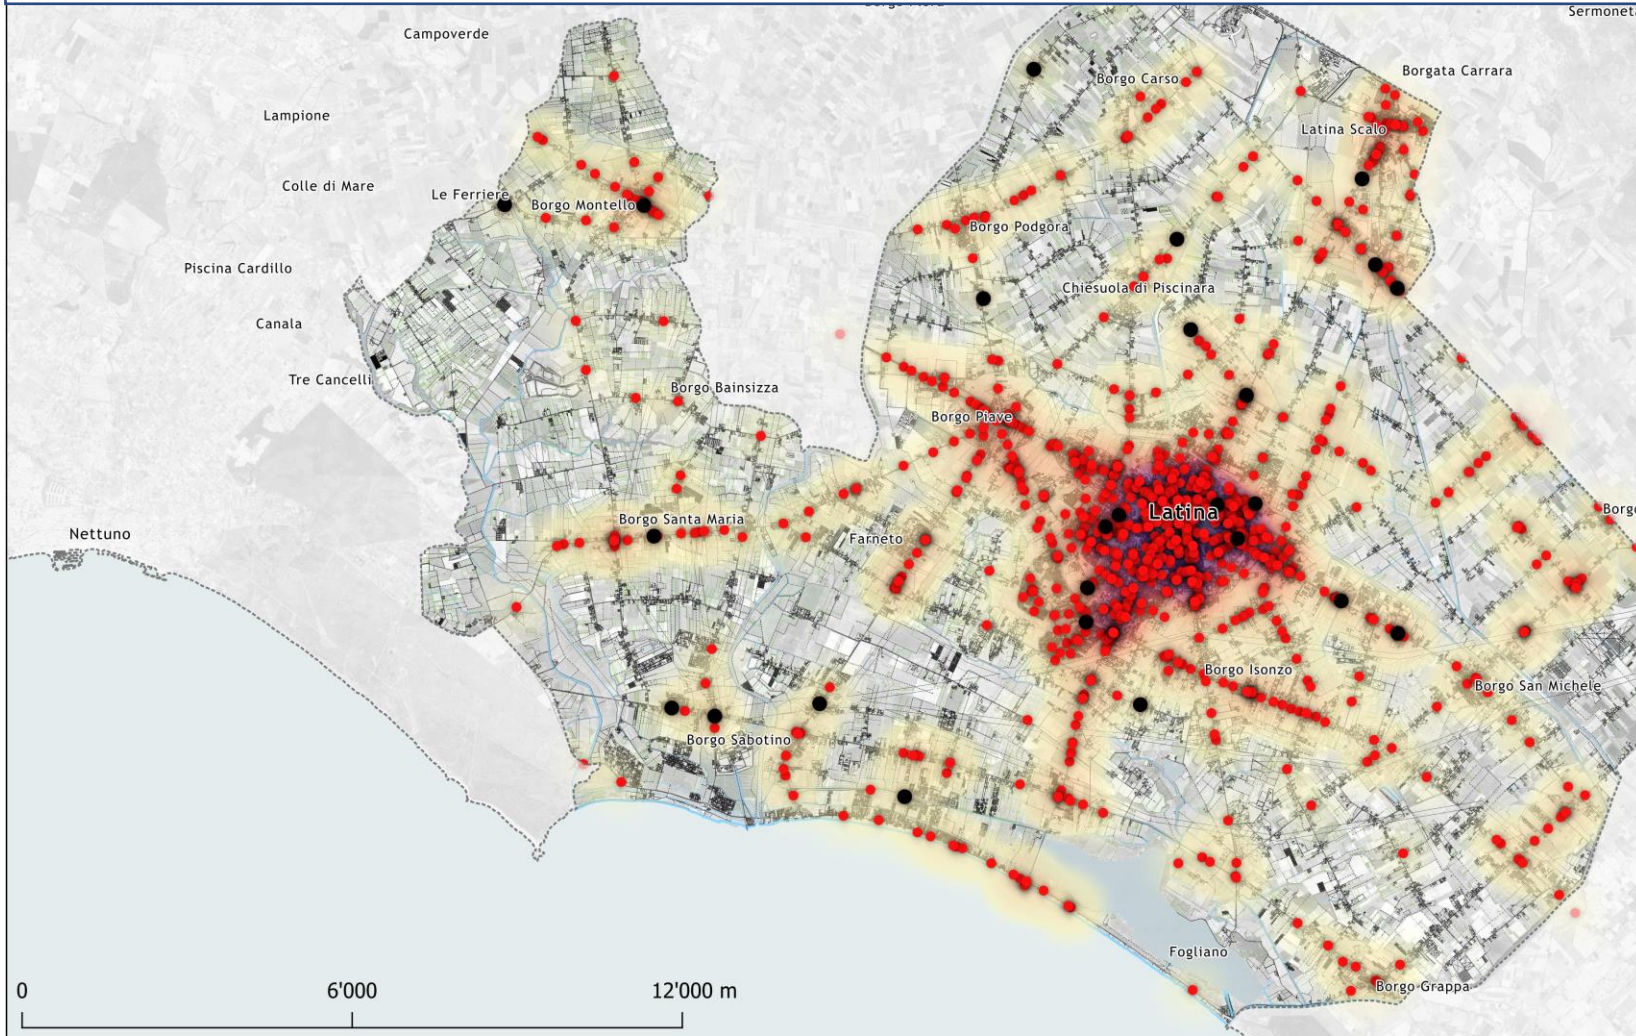 Campoverde
Sermoneta
Borgo Carso
Borgata Carrara
Lampione
Latina Scalo
Colle di Mare
Le Ferriere
Borgo Montello
Borgo Podgora
Piscina Cardillo
Chiesuola di Piscinara
Canala
Tre Cancelli
Borgo Bainsizza
Borgo Piave
Borgo Santa Maria
Latina
Borgo
Nettuno
Farneto
Borgo Isonzo
Borgo San Michele
Borgo Sabotino
Fogliano
Borgo Grappa
0 6'000 12'000 m